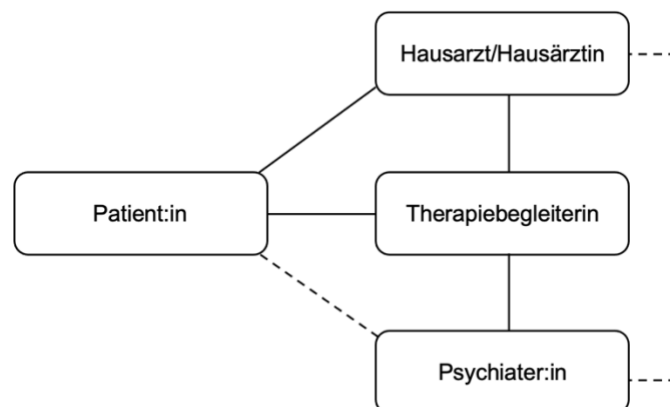 Hausarzt/Hausärztin
Patient:in
Therapiebegleiterin
Psychiater:in